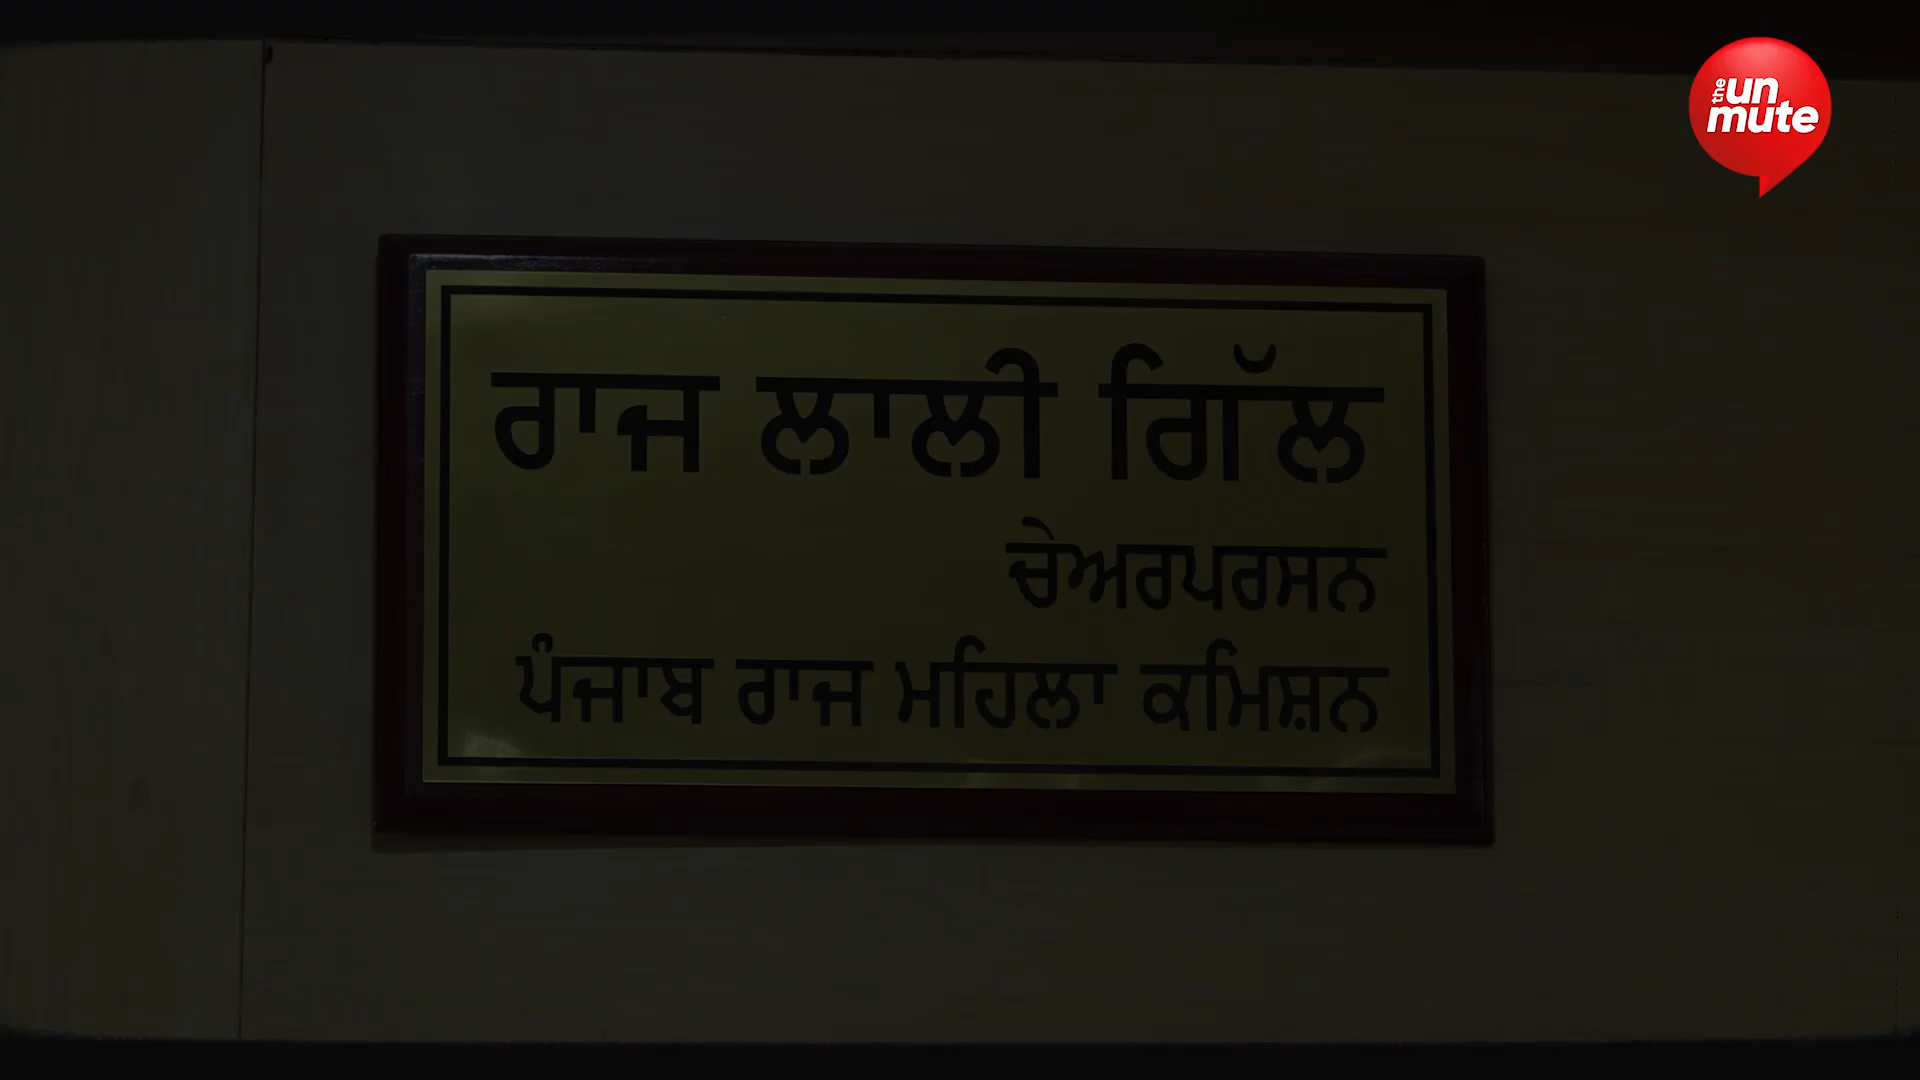 the un
mute
ਰਾਜ ਲਾਲੀ ਗਿੱਲ
ਚੇਅਰਪਰਸਨ
ਪੰਜਾਬ ਰਾਜ ਮਹਿਲਾ ਕਮਿਸ਼ਨ